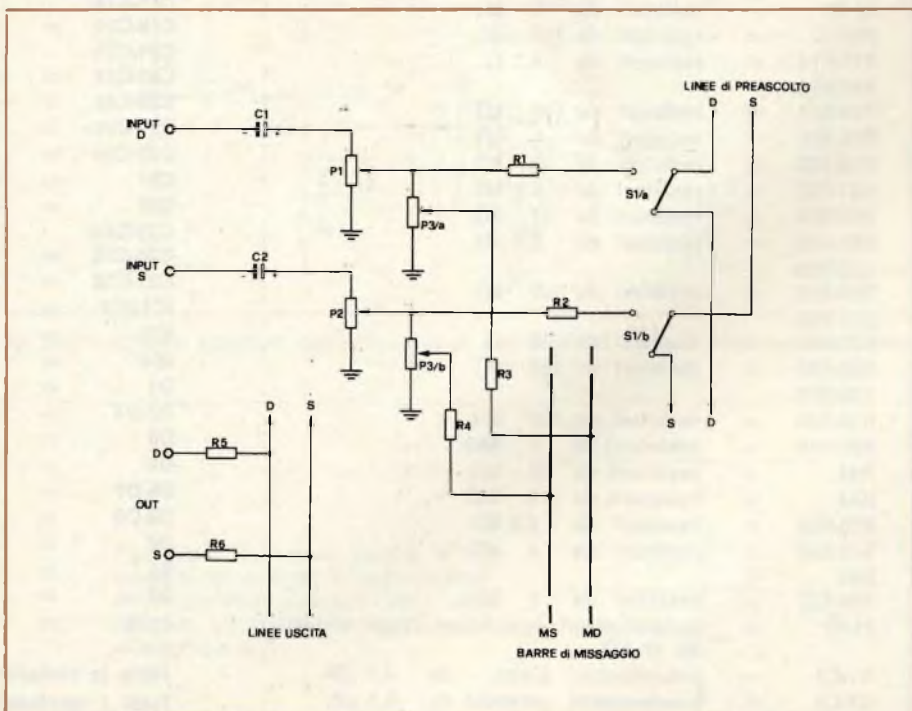 LINEE di PREASCOLTO
D S
INPUT
D
C1
P1
R1
S1/a
P3/a
INPUT
S
C2
P2
R2
S1/b
P3/b
R3
S D
R4
D S
D
R5
OUT
S
R6
LINEE USCITA
MS MD
BARRE di MISSAGGIO